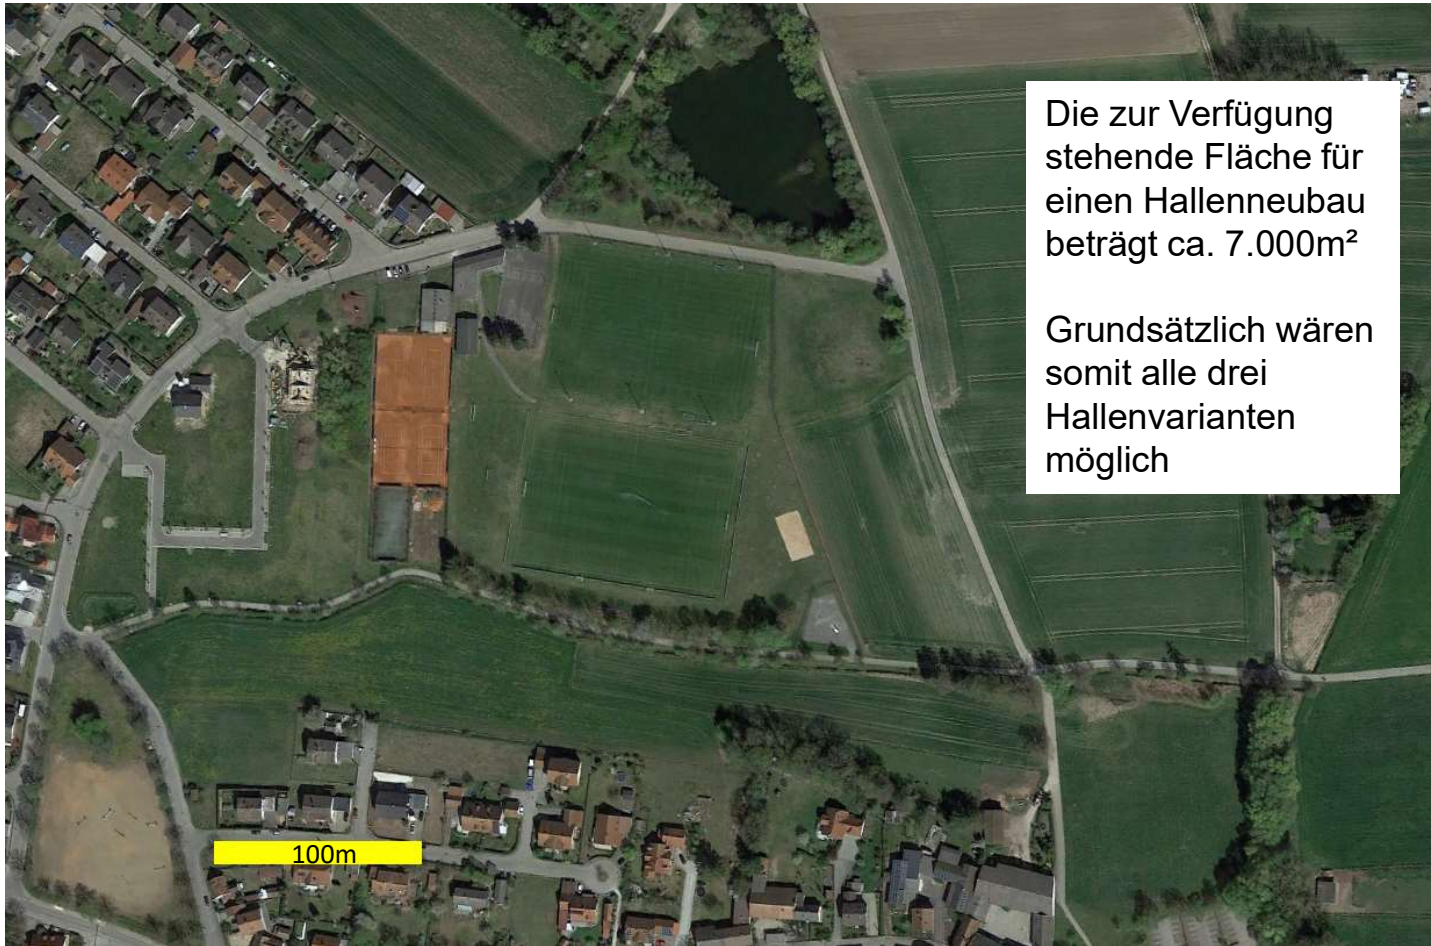 Die zur Verfügung
stehende Fläche für
einen Hallenneubau
beträgt ca. 7.000m²
Grundsätzlich wären
somit alle drei
Hallenvarianten
möglich
100m